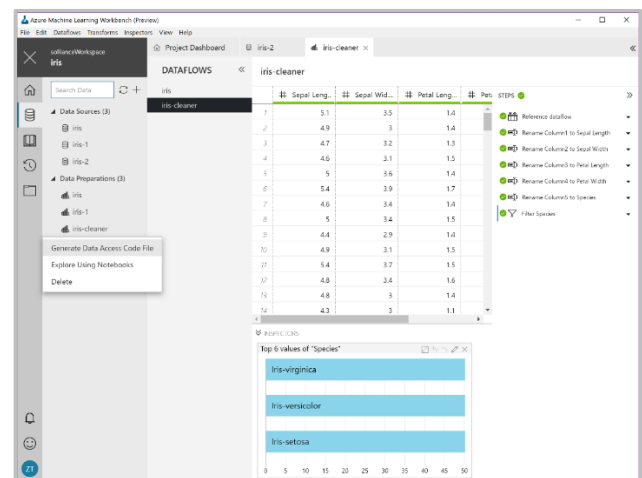 Azure Machine Learning Workbench (Preview)
File Edit Dataflows Transforms Inspectors View Help
sollianceWorkspace
iris
Search Data
Data Sources (3)
iris
iris-1
iris-2
Data Preparations (3)
iris
iris-1
iris-cleaner
Generate Data Access Code File
Explore Using Notebooks
Delete
ZT
Project Dashboard
iris-2
iris-cleaner
DATAFLOWS
iris
iris-cleaner
iris-cleaner
# Sepal Leng.. # Sepal Wid... # Petal Leng... # Peta
1 5.1 3.5 1.4
2 4.9 3 1.4
3 4.7 3.2 1.3
4 4.6 3.1 1.5
5 5 3.6 1.4
6 5.4 3.9 1.7
7 4.6 3.4 1.4
8 5 3.4 1.5
9 4.4 2.9 1.4
10 4.9 3.1 1.5
11 5.4 3.7 1.5
12 4.8 3.4 1.6
13 4.8 3 1.4
14 4.3 3 1.1
STEPS
Reference dataflow
Rename Column1 to Sepal Length
Rename Column2 to Sepal Width
Rename Column3 to Petal Length
Rename Column4 to Petal Width
Rename Column5 to Species
Filter Species
INSPECTORS
Top 6 values of "Species"
Iris-virginica
Iris-versicolor
Iris-setosa
0 5 10 15 20 25 30 35 40 45 50